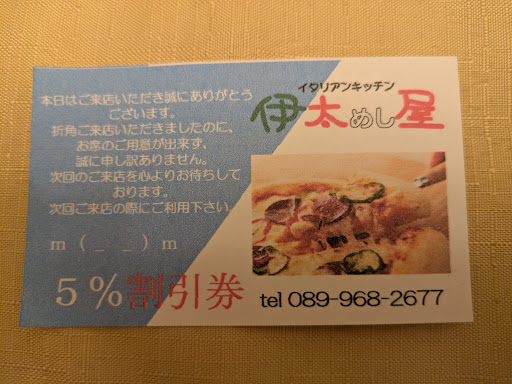 本日はご来店いただき誠にありがとう
ございます。
折角ご来店いただきましたのに、
お席のご用意が出来ず、
誠に申し訳ありません。
次回のご来店を心よりお待ちして
おります。
次回ご来店の際にご利用下さい。
m(_ _)m
5%割引券
イタリアンキッチン
伊太めし屋
tel 089-968-2677